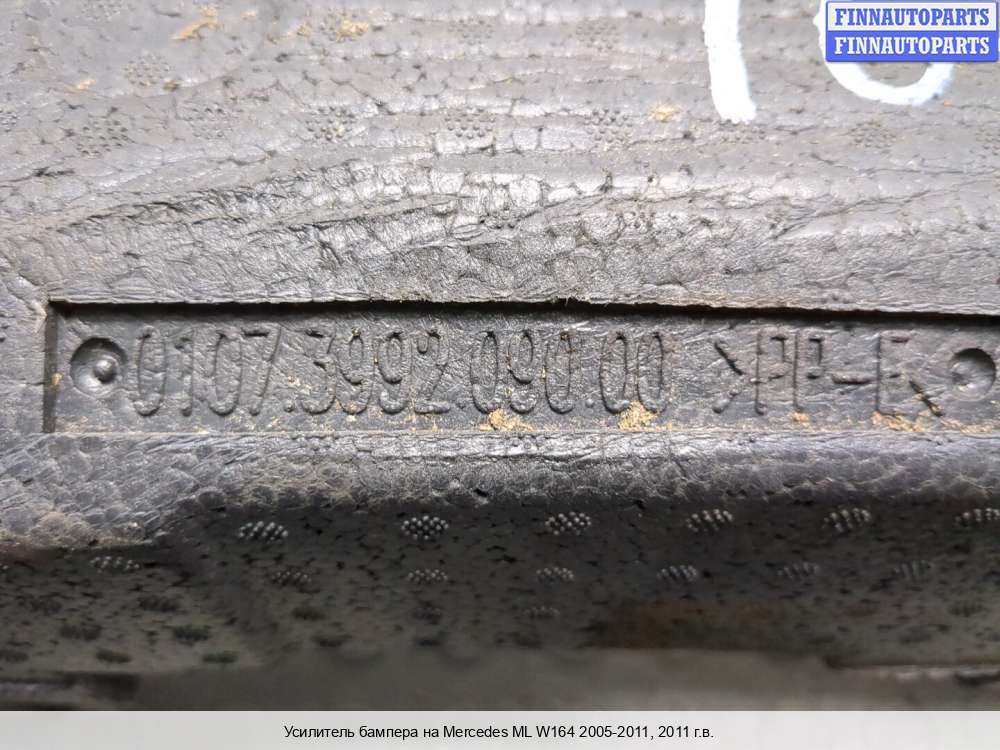 FINNAUTOPARTS
FINNAUTOPARTS
0107.3992.090.00 >PP-E<
Усилитель бампера на Mercedes ML W164 2005-2011, 2011 г.в.